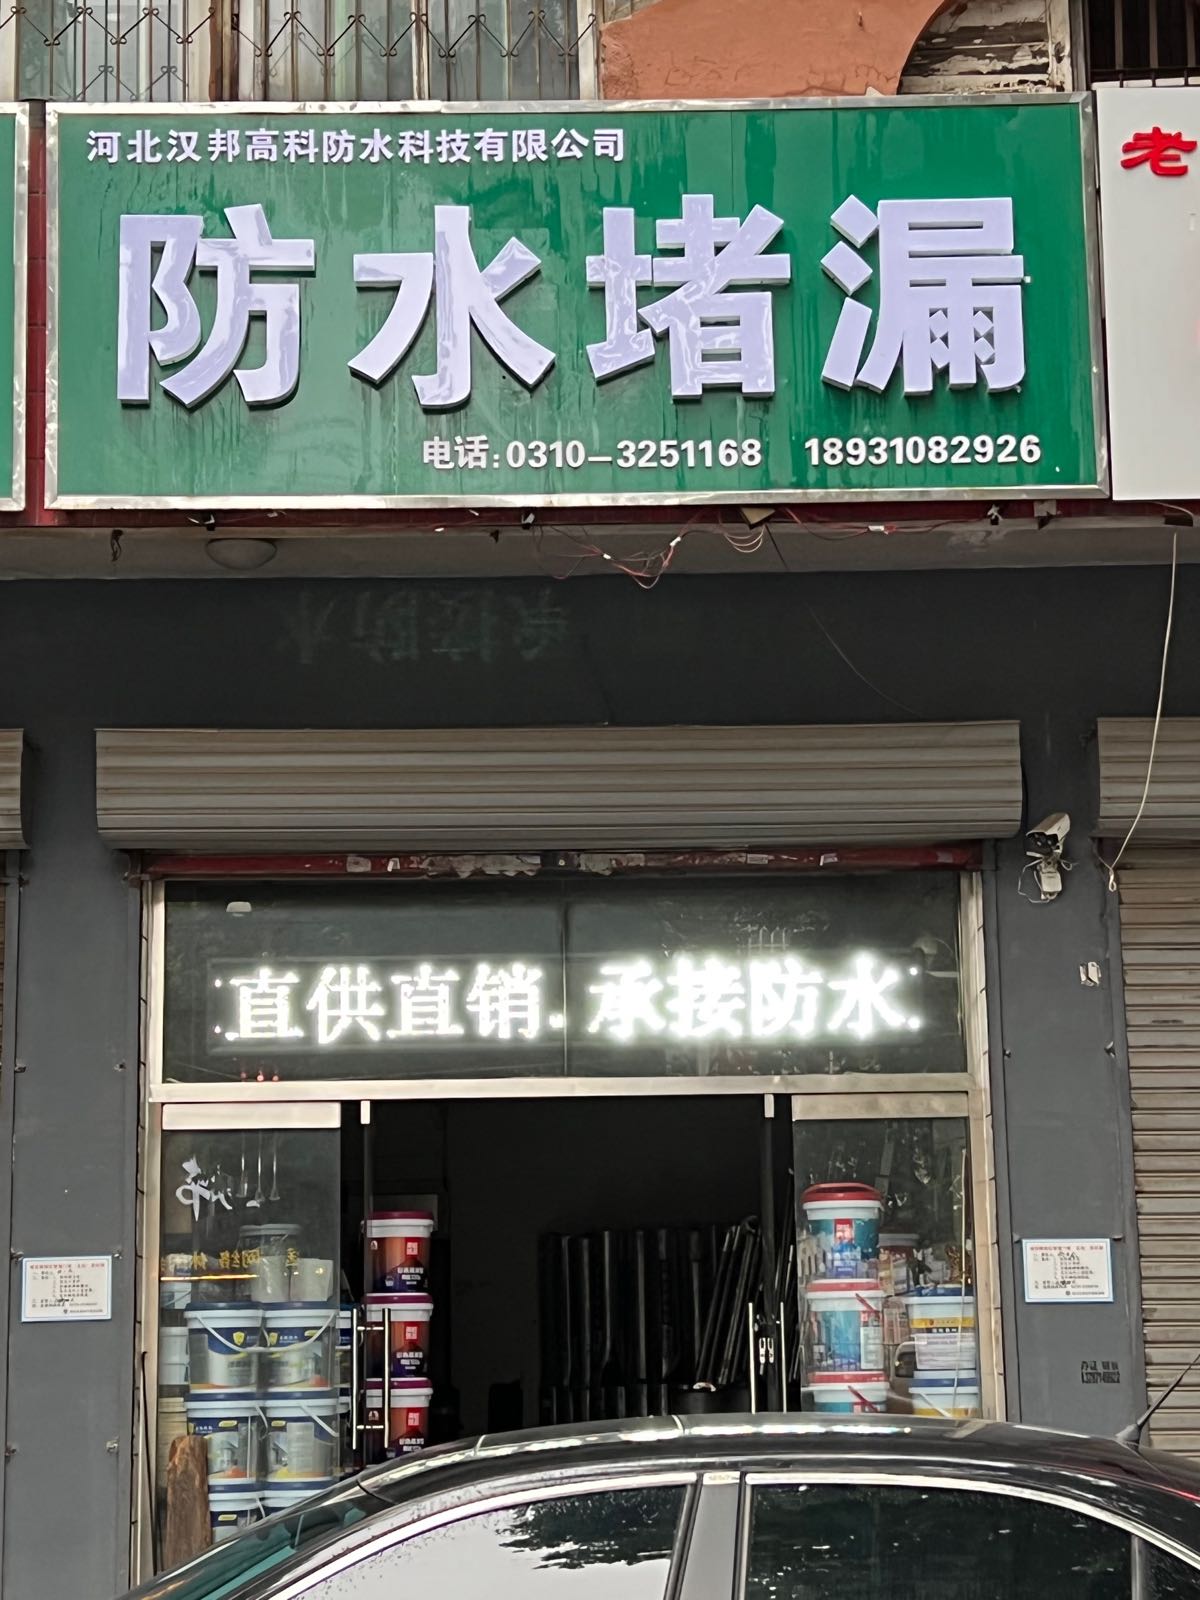 河北汉邦高科防水科技有限公司
防水堵漏
电话:0310-3251168 18931082926
老
直供直销. 承接防水.